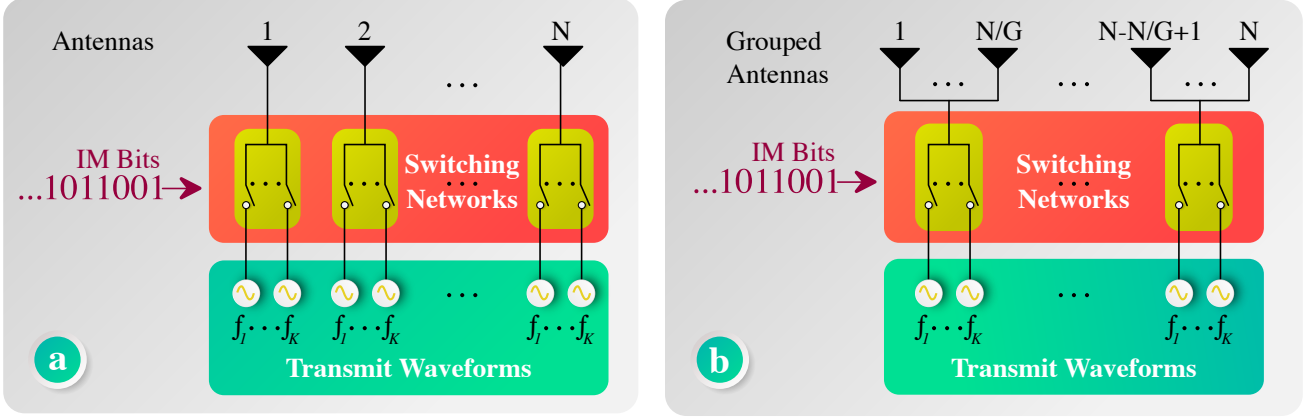 Antennas
1 2 ... N
IM Bits
...1011001
Switching
Networks
...
f1...fK f1...fK ... f1...fK
Transmit Waveforms
a
Grouped
Antennas
1 ... N/G ... N-N/G+1 ... N
IM Bits
...1011001
Switching
Networks
...
f1...fK ... f1...fK
Transmit Waveforms
b